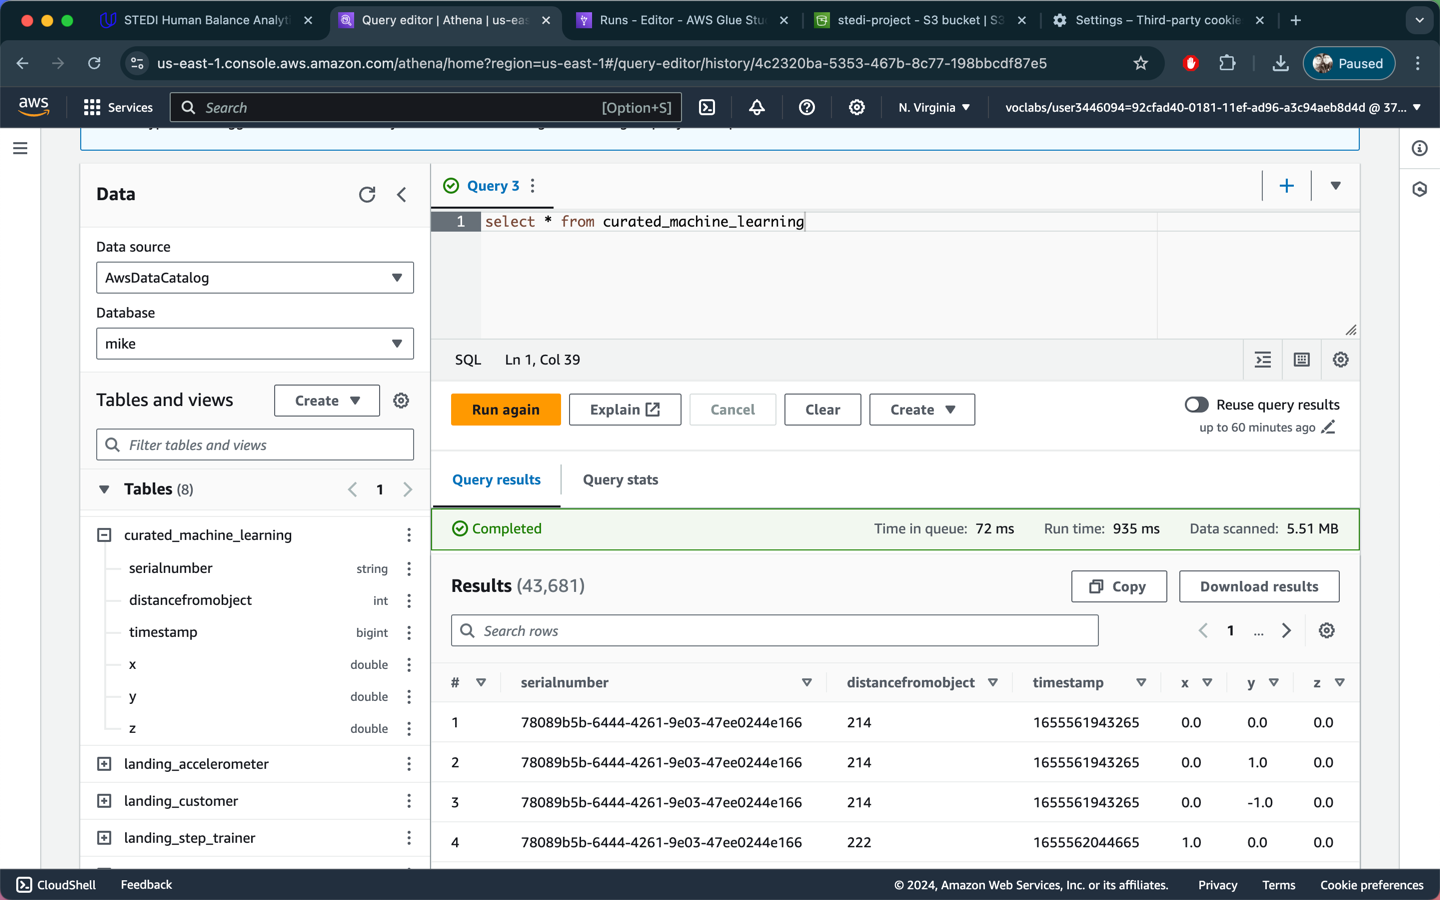 STEDI Human Balance Analyti
Query editor | Athena | us-eas
Runs - Editor - AWS Glue Stu
stedi-project - S3 bucket | S3
Settings – Third-party cookie
us-east-1.console.aws.amazon.com/athena/home?region=us-east-1#/query-editor/history/4c2320ba-5353-467b-8c77-198bbcdf87e5
Paused
aws
Services
Search
[Option+S]
N. Virginia
voclabs/user3446094=92cfad40-0181-11ef-ad96-a3c94aeb8d4d @ 37...
Data
Data source
AwsDataCatalog
Database
mike
Tables and views
Create
Filter tables and views
Tables (8)
1
curated_machine_learning
serialnumber string
distancefromobject int
timestamp bigint
x double
y double
z double
landing_accelerometer
landing_customer
landing_step_trainer
Query 3
1 select * from curated_machine_learning
SQL Ln 1, Col 39
Run again
Explain
Cancel
Clear
Create
Reuse query results
up to 60 minutes ago
Query results
Query stats
Completed
Time in queue: 72 ms Run time: 935 ms Data scanned: 5.51 MB
Results (43,681)
Copy
Download results
Search rows
1 ...
# serialnumber distancefromobject timestamp x y z
1 78089b5b-6444-4261-9e03-47ee0244e166 214 1655561943265 0.0 0.0 0.0
2 78089b5b-6444-4261-9e03-47ee0244e166 214 1655561943265 0.0 1.0 0.0
3 78089b5b-6444-4261-9e03-47ee0244e166 214 1655561943265 0.0 -1.0 0.0
4 78089b5b-6444-4261-9e03-47ee0244e166 222 1655562044665 1.0 0.0 0.0
CloudShell
Feedback
© 2024, Amazon Web Services, Inc. or its affiliates.
Privacy
Terms
Cookie preferences